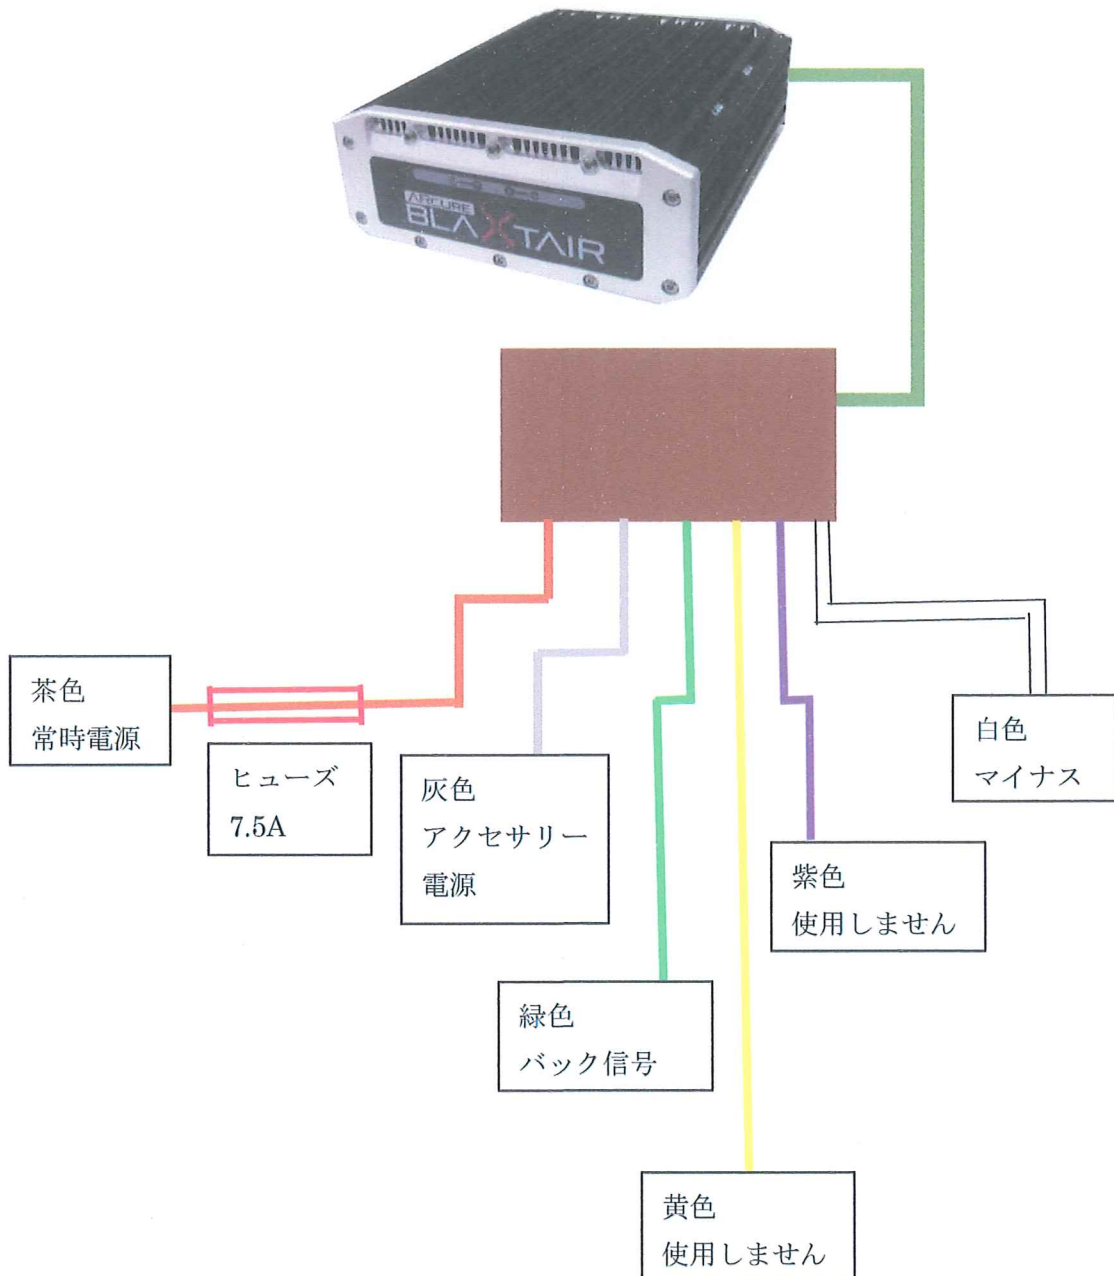 ARCURE
BLAXTAIR
茶色
常時電源
ヒューズ
7.5A
灰色
アクセサリー
電源
緑色
バック信号
黄色
使用しません
紫色
使用しません
白色
マイナス